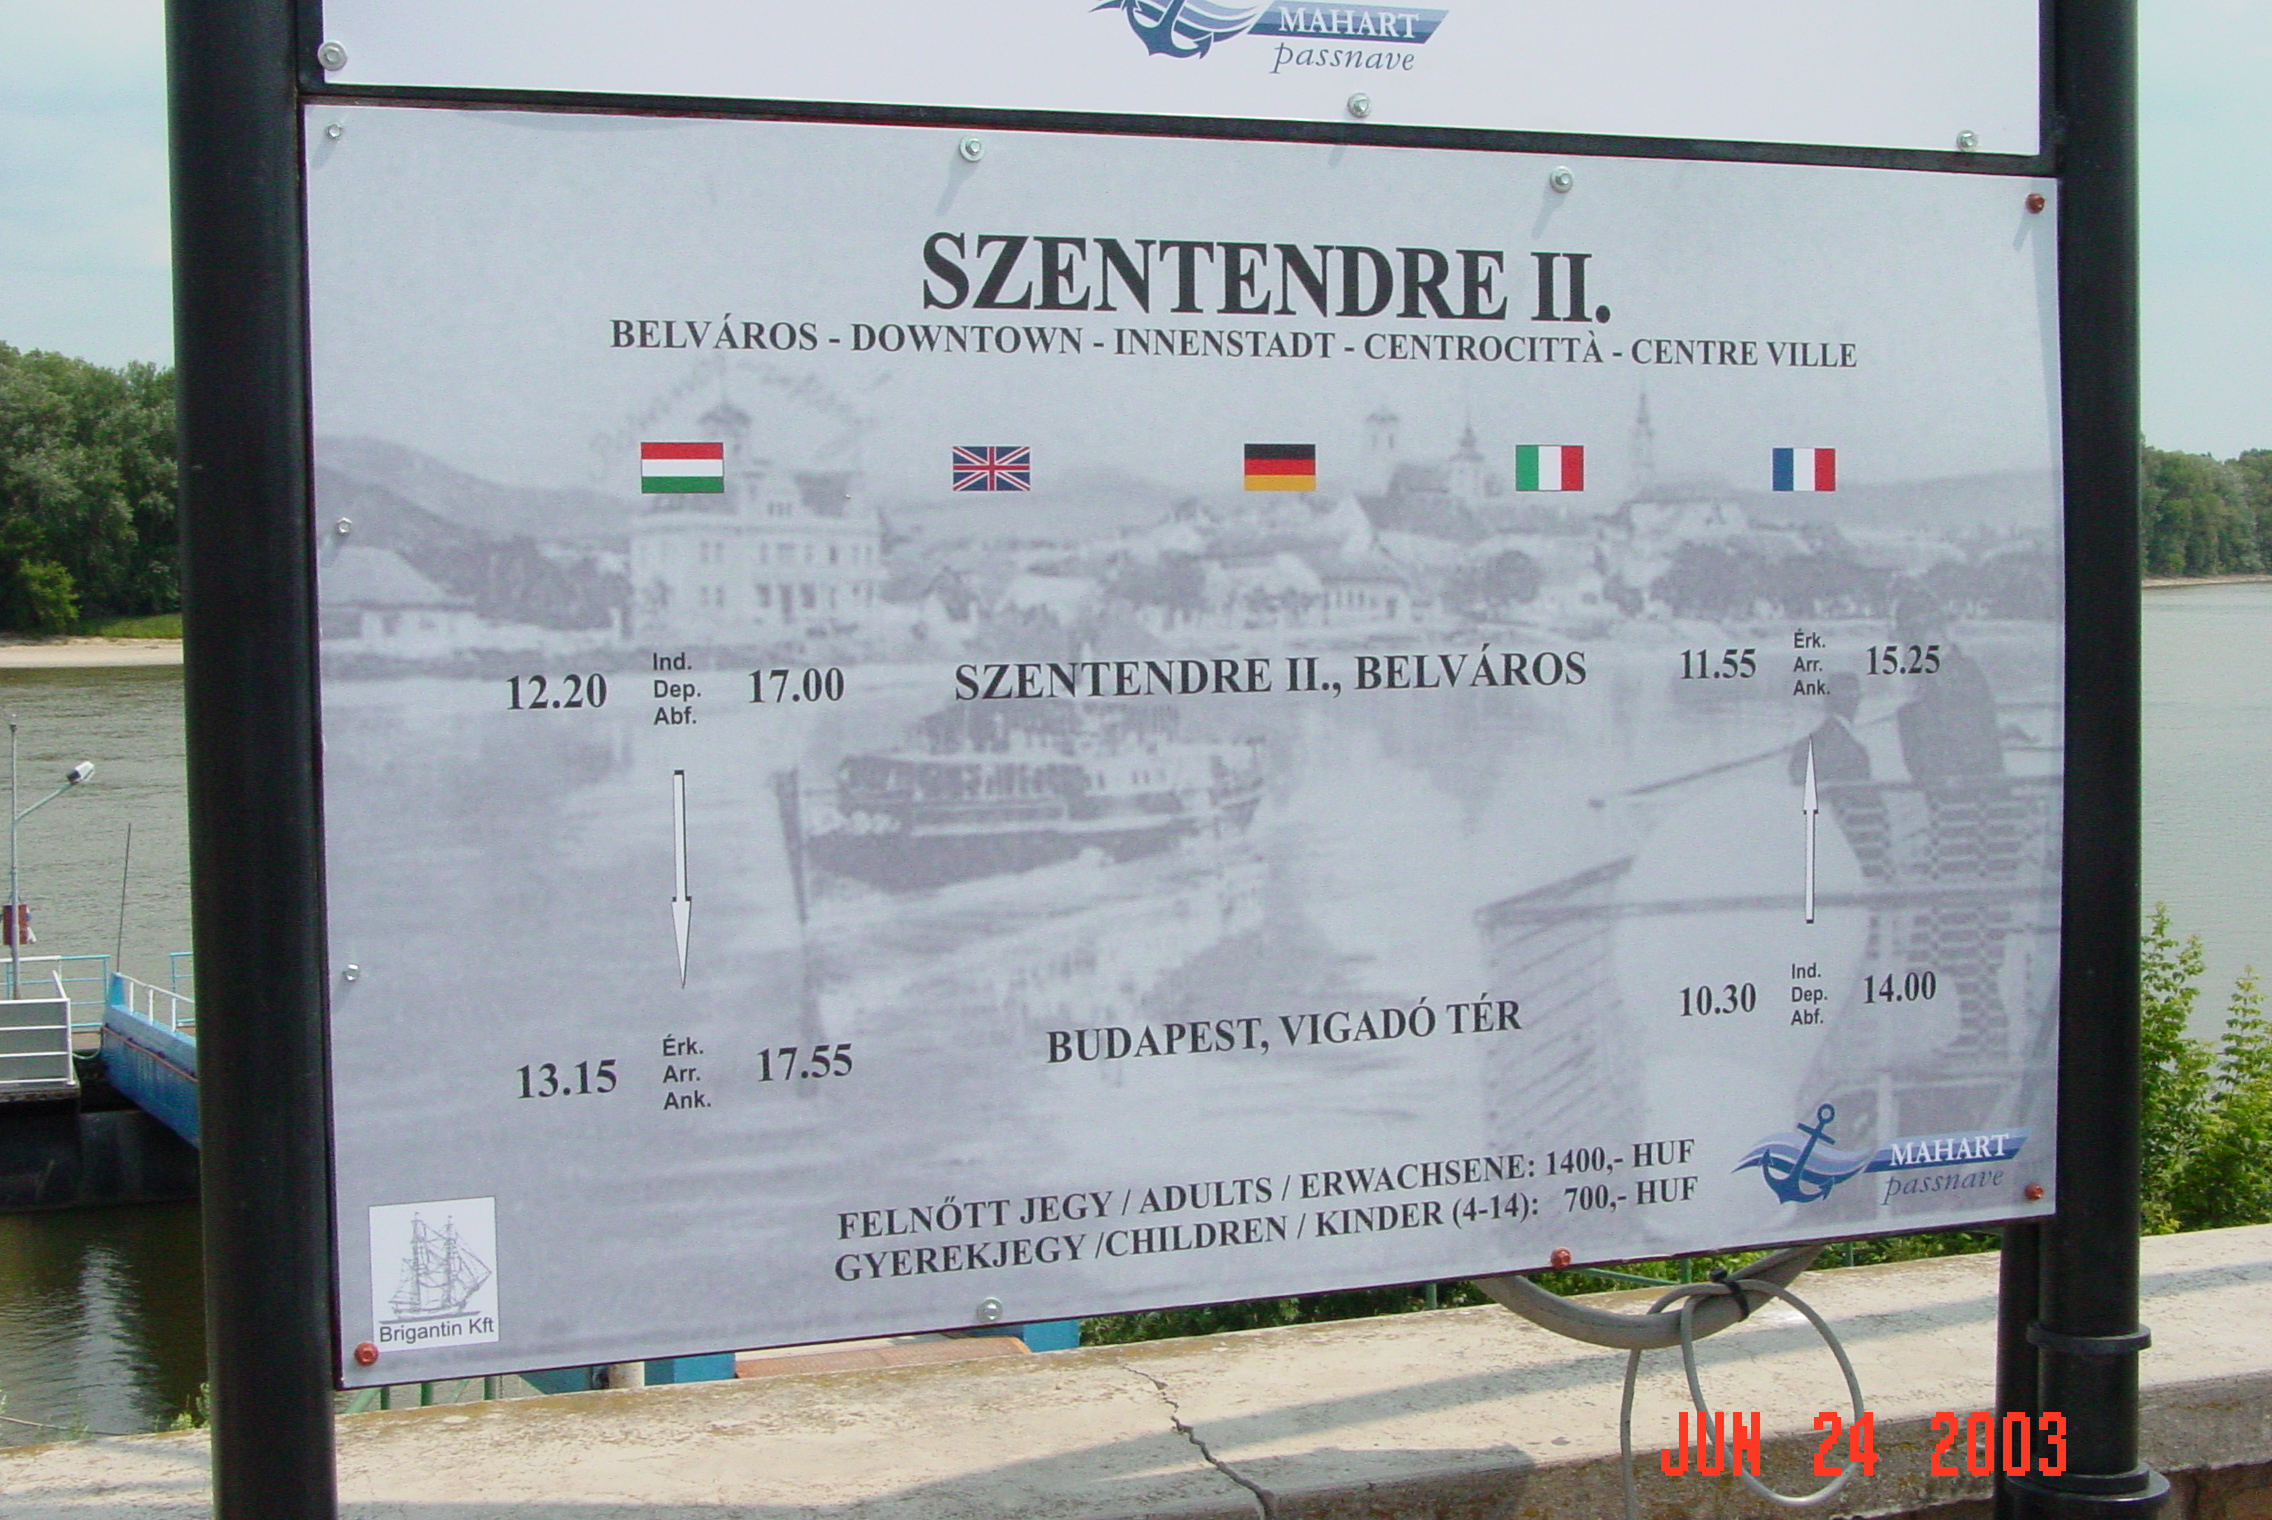 MAHART
passnave
SZENTENDRE II.
BELVÁROS - DOWNTOWN - INNENSTADT - CENTROCITTÀ - CENTRE VILLE
12.20 Ind. Dep. Abf. 17.00 SZENTENDRE II., BELVÁROS 11.55 Érk. Arr. Ank. 15.25
13.15 Érk. Arr. Ank. 17.55 BUDAPEST, VIGADÓ TÉR 10.30 Ind. Dep. Abf. 14.00
FELNŐTT JEGY / ADULTS / ERWACHSENE: 1400,- HUF
GYEREKJEGY /CHILDREN / KINDER (4-14): 700,- HUF
MAHART
passnave
Brigantin Kft
JUN 24 2003